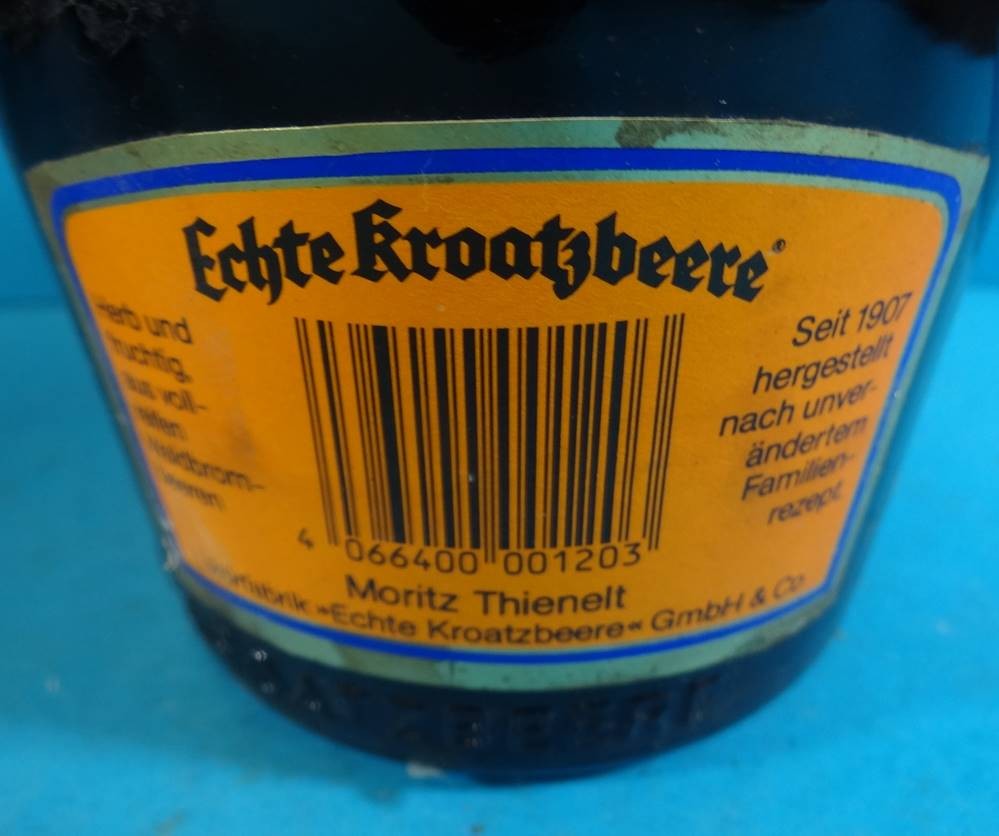 Echte Kroatzbeere®
Herb und
fruchtig,
aus voll-
reifen
Waldbrom-
beeren
Seit 1907
hergestellt
nach unver-
ändertem
Familien-
rezept.
4 066400 001203
Moritz Thienelt
»Echte Kroatzbeere« GmbH & Co.